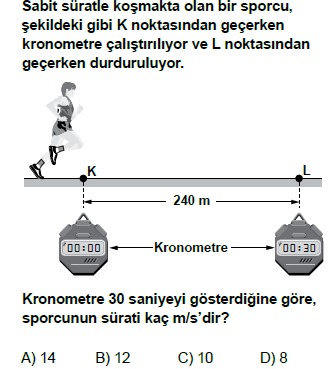 Sabit süratle koşmakta olan bir sporcu,
şekildeki gibi K noktasından geçerken
kronometre çalıştırılıyor ve L noktasından
geçerken durduruluyor.
K L
240 m
00:00 Kronometre 00:30
Kronometre 30 saniyeyi gösterdiğine göre,
sporcunun sürati kaç m/s'dir?
A) 14 B) 12 C) 10 D) 8